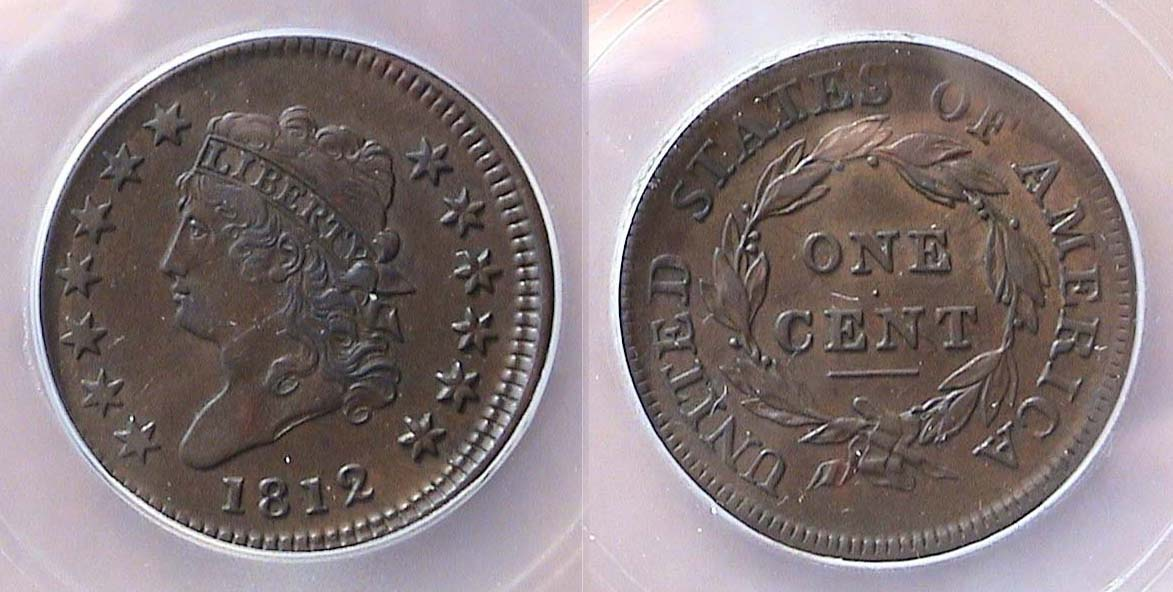 LIBERTY
1812
UNITED STATES OF AMERICA
ONE
CENT